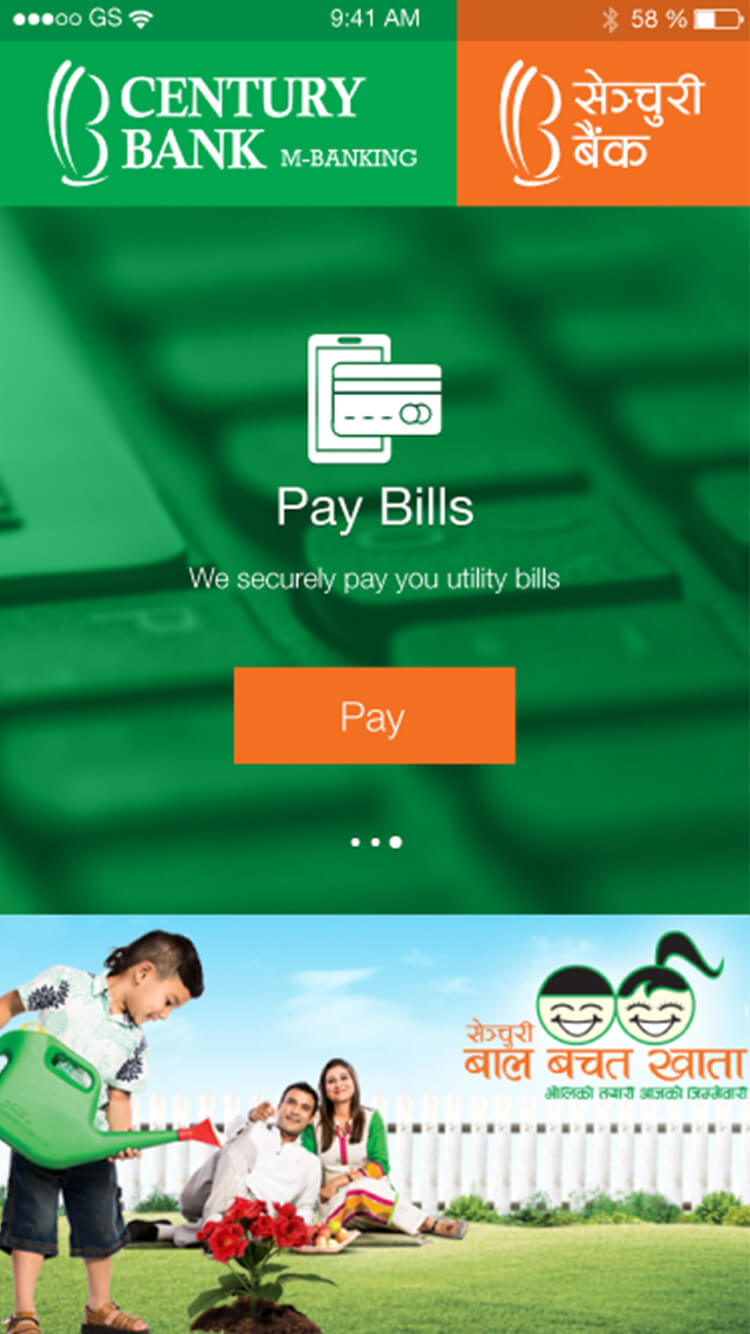 GS 9:41 AM 58 %
CENTURY
BANK M-BANKING
सेञ्चुरी
बैंक
Pay Bills
We securely pay you utility bills
Pay
सेञ्चुरी
बाल बचत खाता
भोलिको तयारी आजको जिम्मेवारी